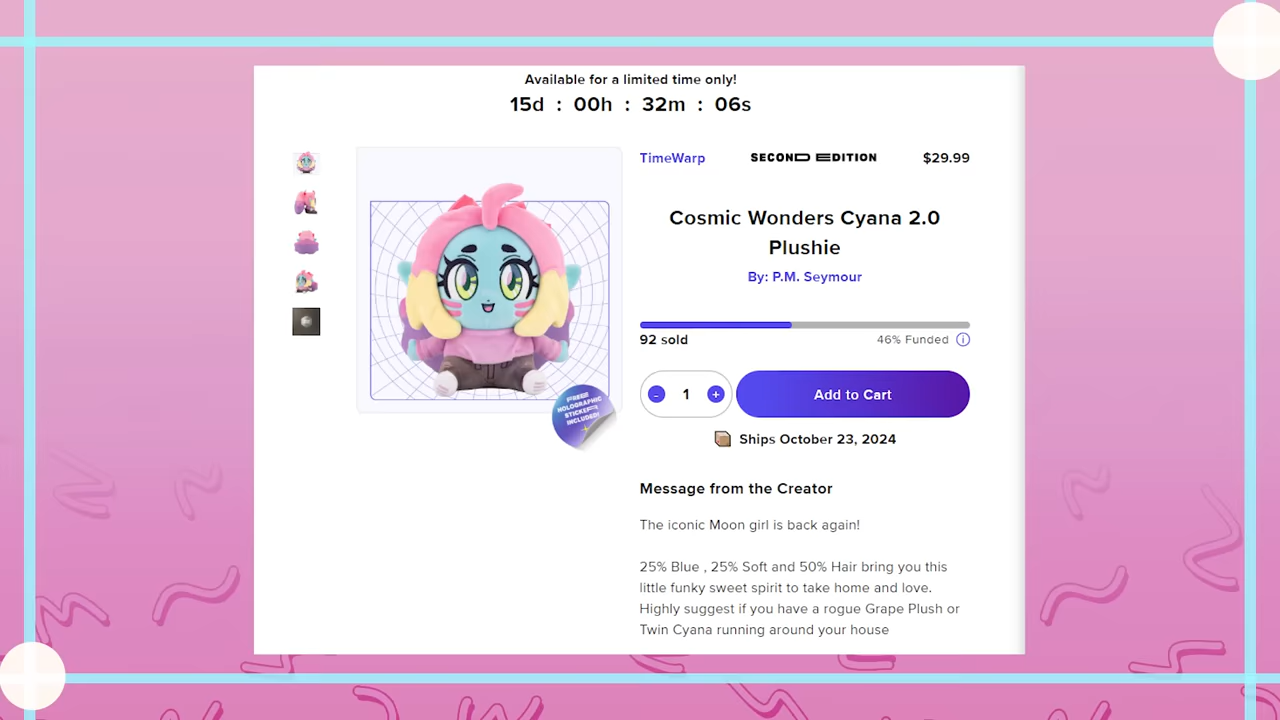 Available for a limited time only!
15d : 00h : 32m : 06s
TimeWarp
SECOND EDITION
$29.99
Cosmic Wonders Cyana 2.0
Plushie
By: P.M. Seymour
92 sold
46% Funded
i
FREE
HOLOGRAPHIC
STICKER
INCLUDED!
- 1 +
Add to Cart
Ships October 23, 2024
Message from the Creator
The iconic Moon girl is back again!
25% Blue , 25% Soft and 50% Hair bring you this
little funky sweet spirit to take home and love.
Highly suggest if you have a rogue Grape Plush or
Twin Cyana running around your house